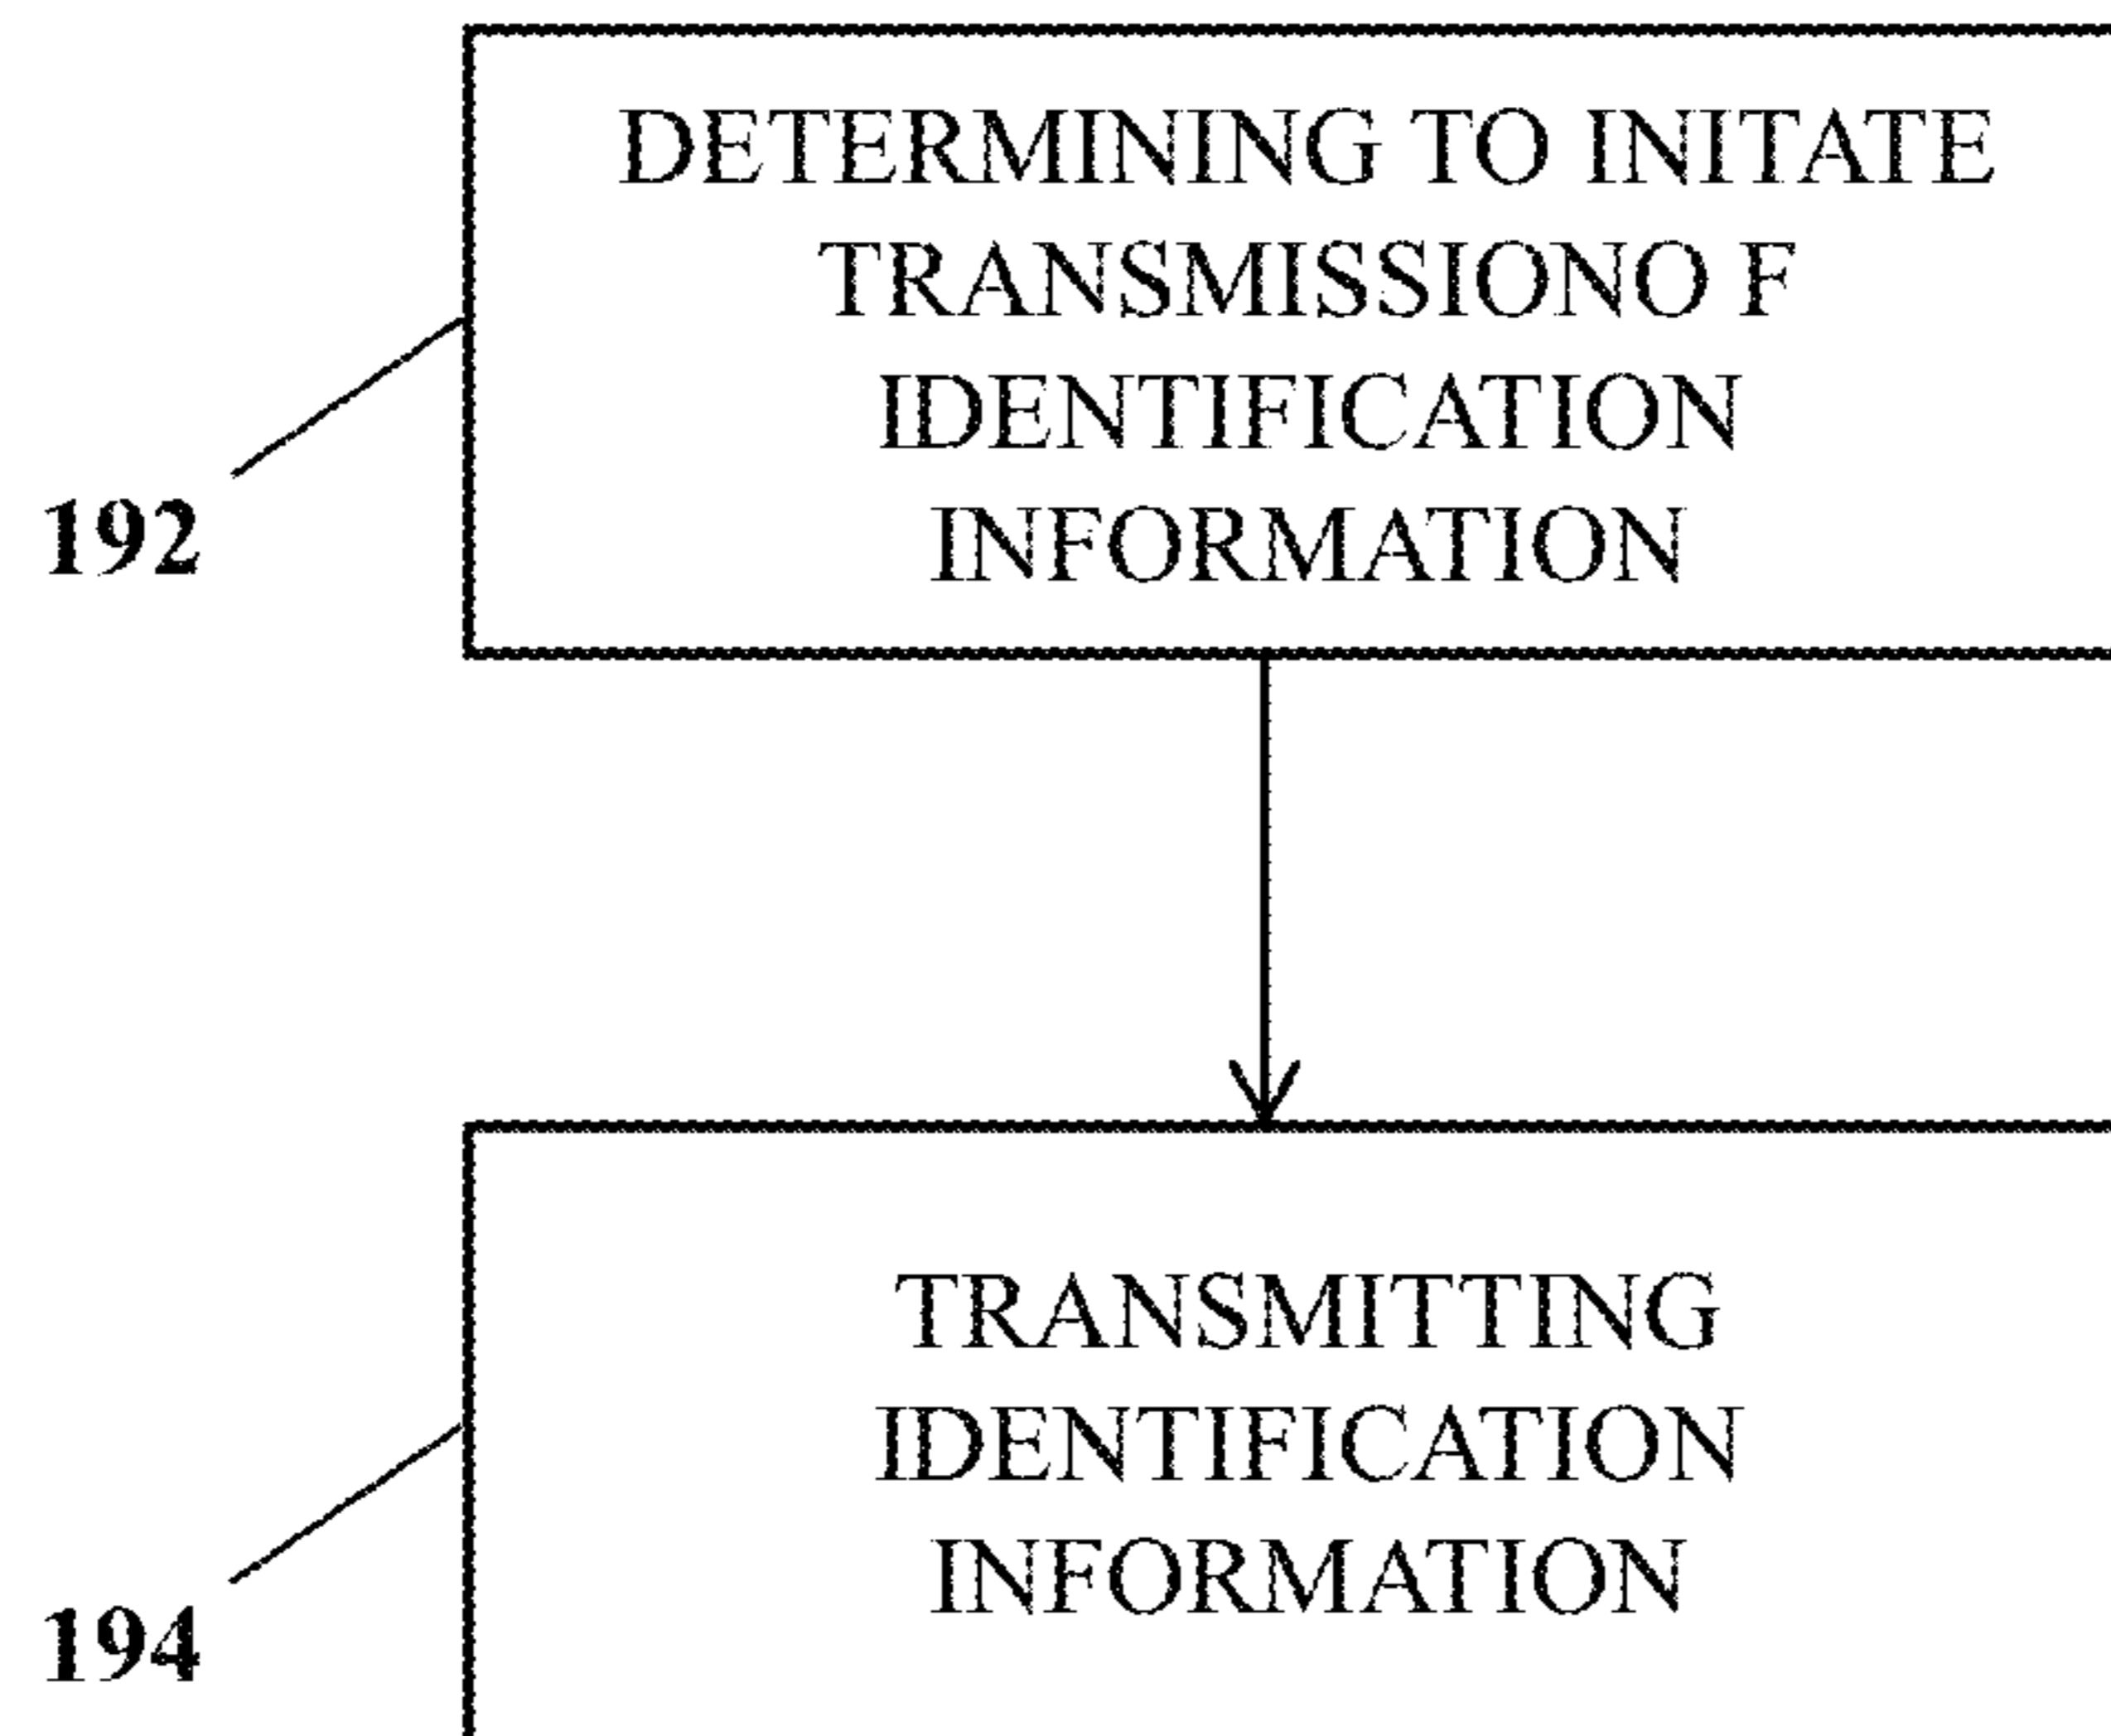 DETERMINING TO INITATE
TRANSMISSIONO F
IDENTIFICATION
INFORMATION
192
TRANSMITTING
IDENTIFICATION
INFORMATION
194